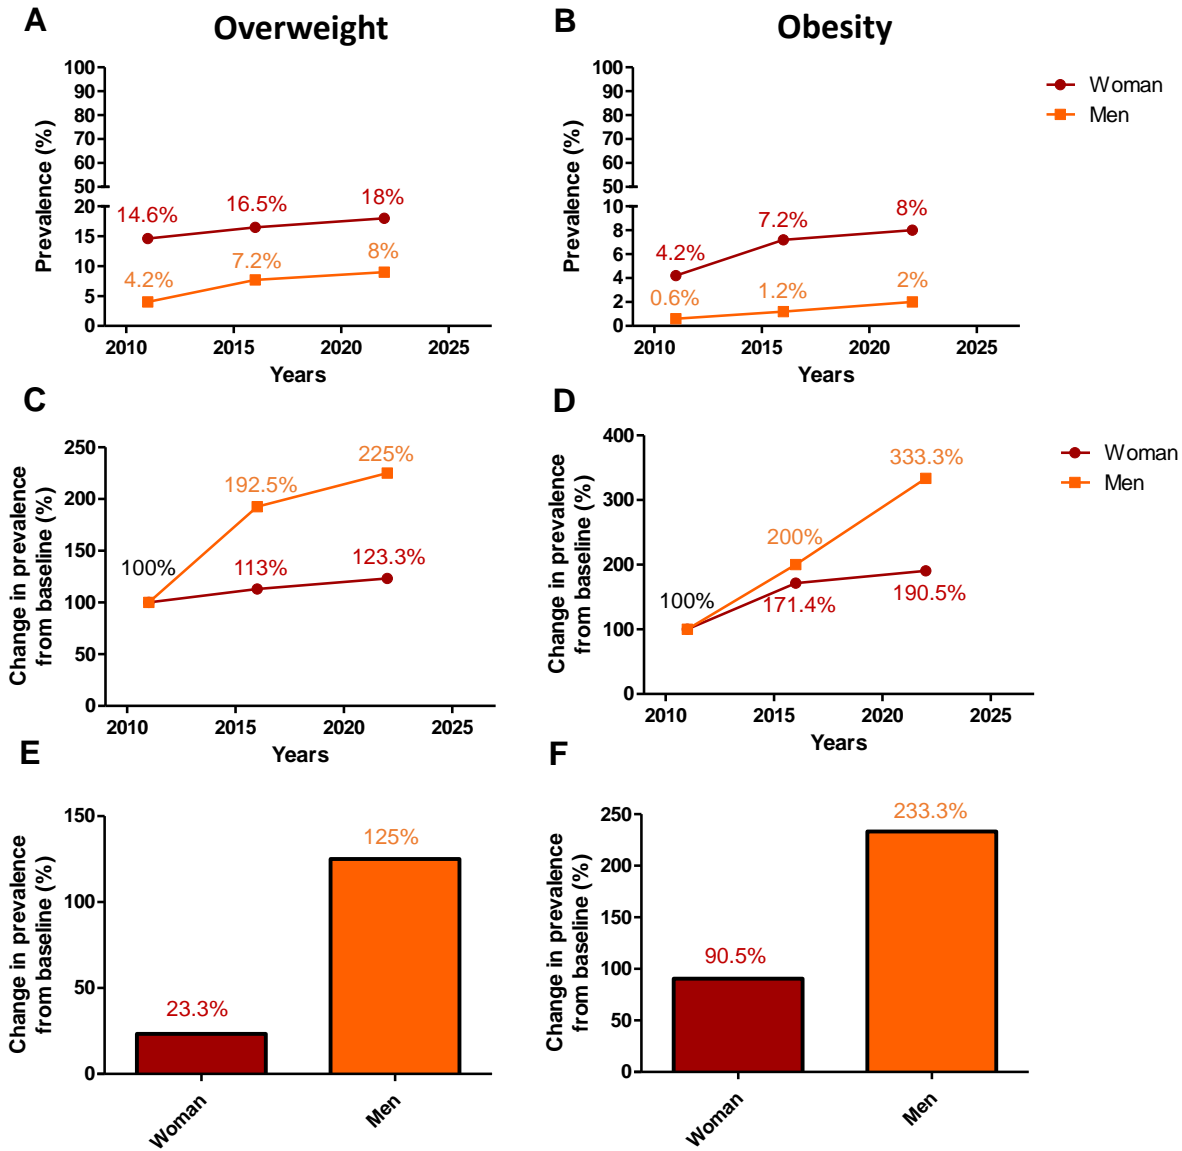 A
Overweight
B
Obesity
Prevalence (%)
100
90
80
70
60
50
20
15
10
5
0
14.6%
16.5%
18%
4.2%
7.2%
8%
2010
2015
2020
2025
Years
Prevalence (%)
100
90
80
70
60
50
10
8
6
4
2
0
4.2%
7.2%
8%
0.6%
1.2%
2%
2010
2015
2020
2025
Years
Woman
Men
C
Change in prevalence
from baseline (%)
250
200
150
100
50
0
100%
192.5%
225%
113%
123.3%
2010
2015
2020
2025
Years
D
Change in prevalence
from baseline (%)
400
300
200
100
0
100%
200%
333.3%
171.4%
190.5%
2010
2015
2020
2025
Years
Woman
Men
E
Change in prevalence
from baseline (%)
150
100
50
0
23.3%
125%
Woman
Men
F
Change in prevalence
from baseline (%)
250
200
150
100
50
0
90.5%
233.3%
Woman
Men